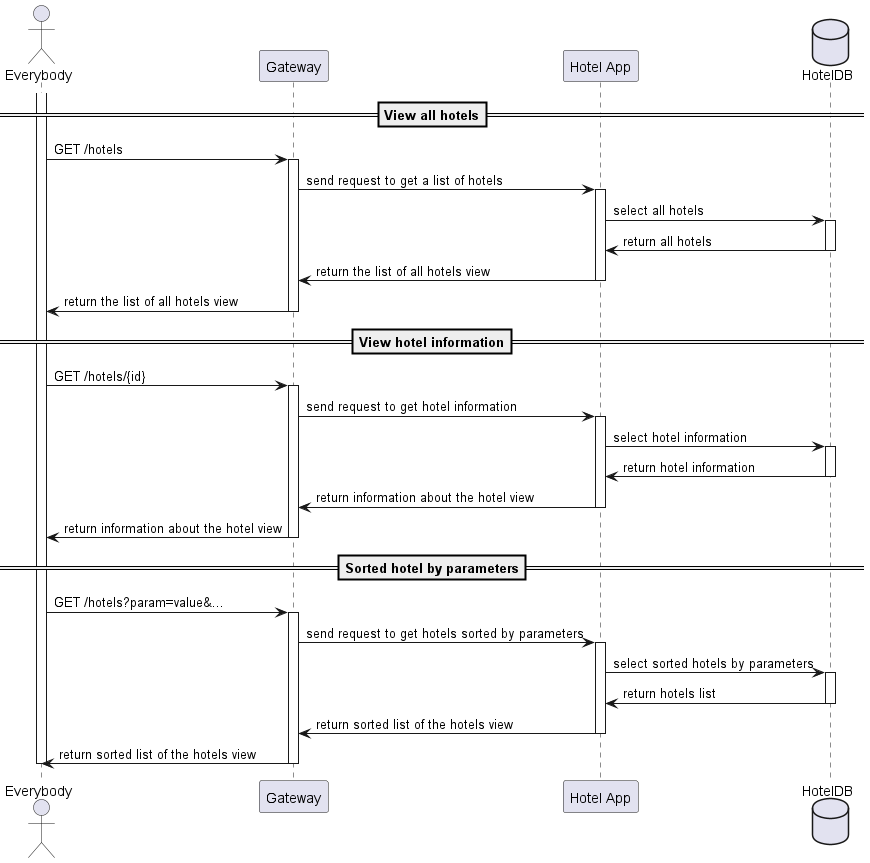 Everybody
Gateway
Hotel App
HotelDB
View all hotels
GET /hotels
send request to get a list of hotels
select all hotels
return all hotels
return the list of all hotels view
return the list of all hotels view
View hotel information
GET /hotels/{id}
send request to get hotel information
select hotel information
return hotel information
return information about the hotel view
return information about the hotel view
Sorted hotel by parameters
GET /hotels?param=value&...
send request to get hotels sorted by parameters
select sorted hotels by parameters
return hotels list
return sorted list of the hotels view
return sorted list of the hotels view
Everybody
Gateway
Hotel App
HotelDB